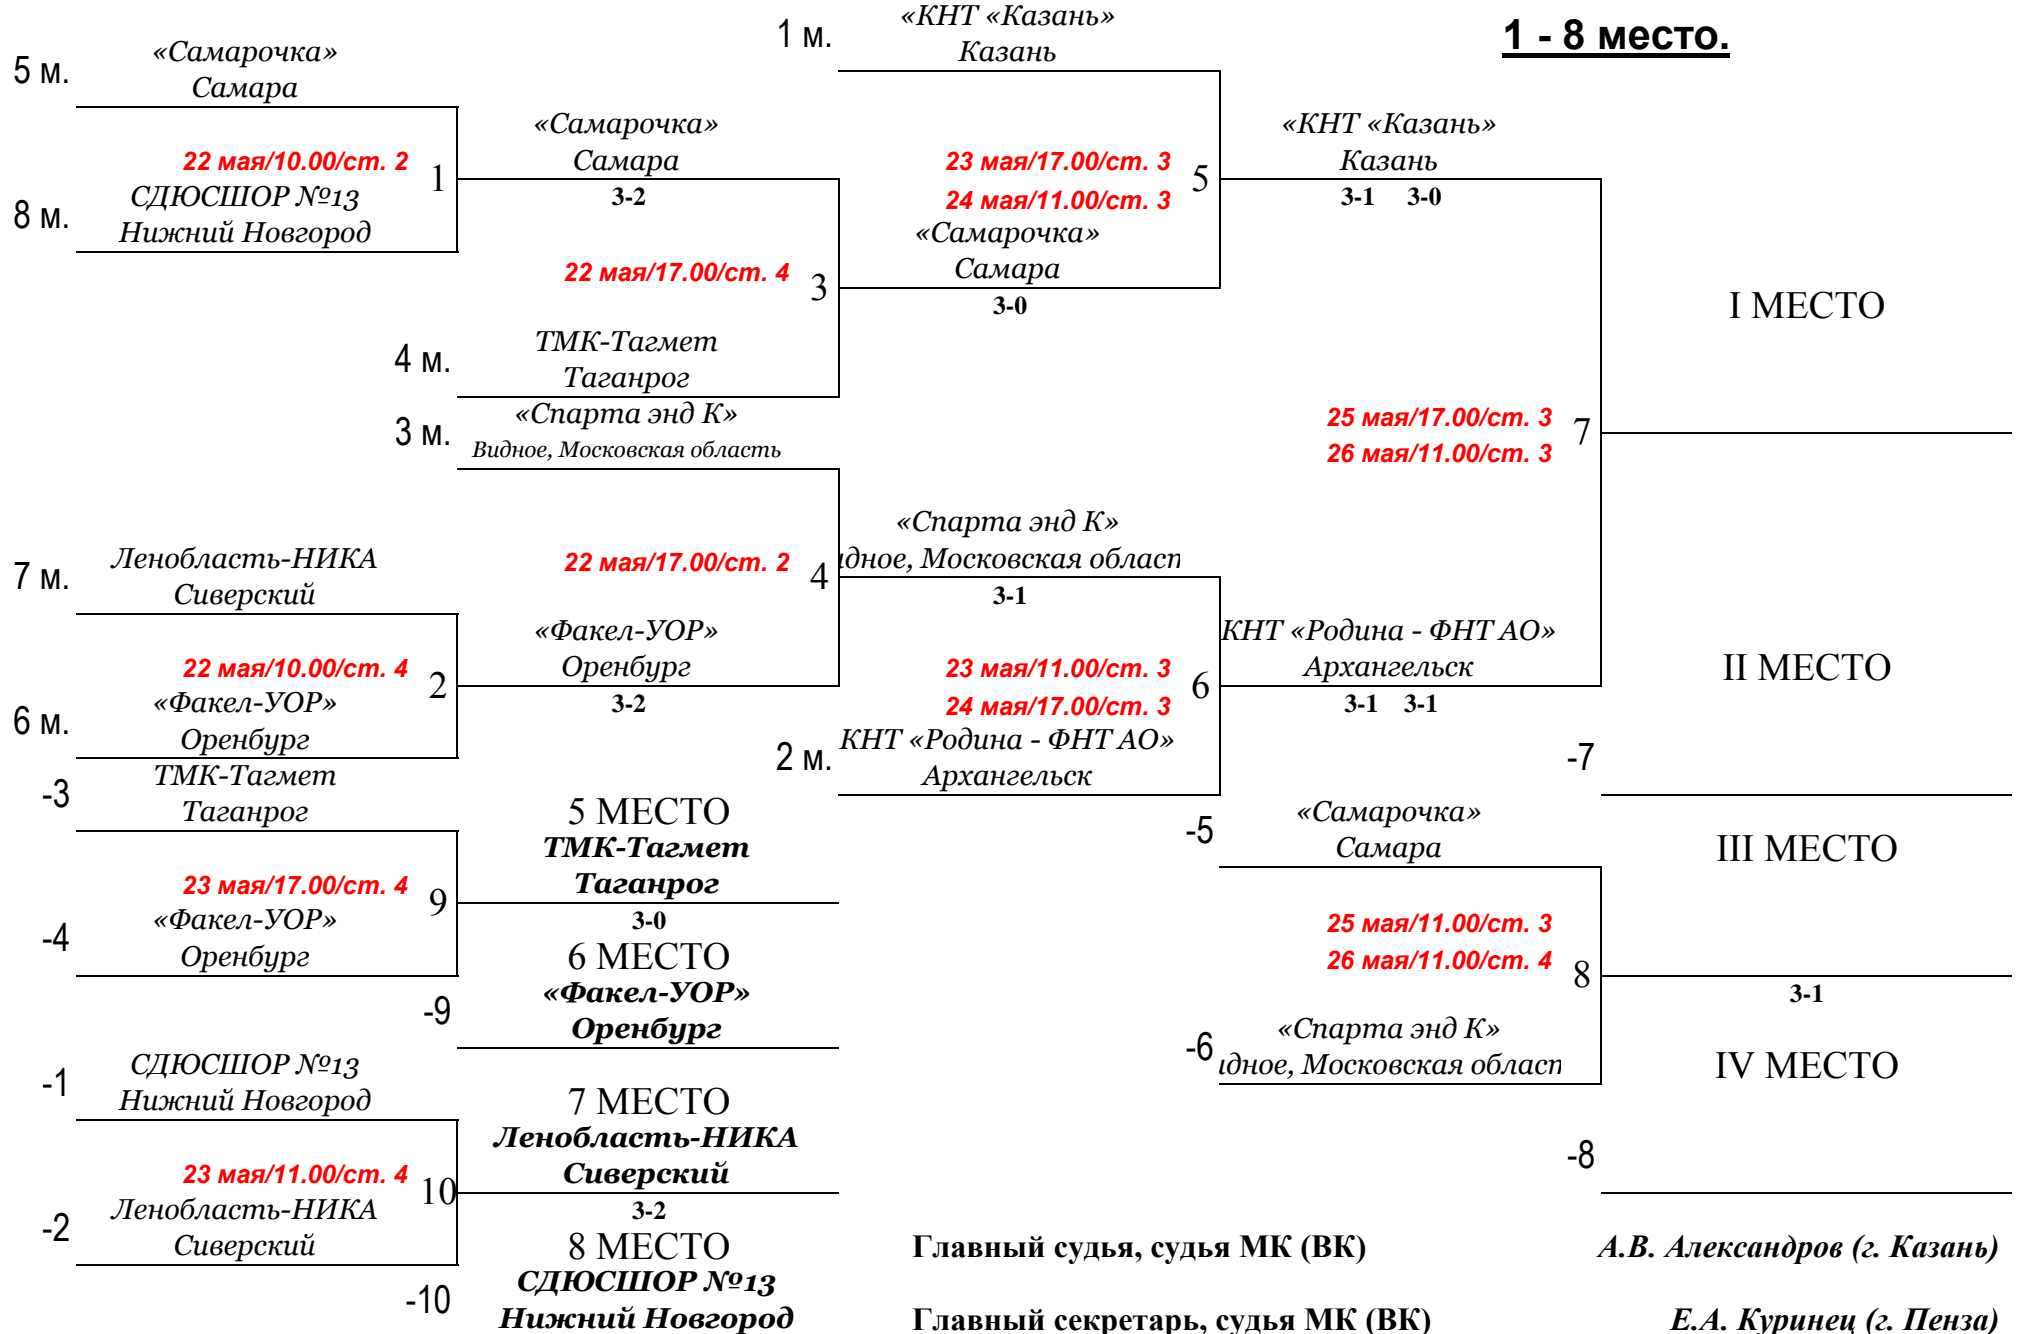 1 - 8 место.
5 м.
«Самарочка»
Самара
22 мая/10.00/ст. 2
1
8 м.
СДЮСШОР №13
Нижний Новгород
«Самарочка»
Самара
3-2
22 мая/17.00/ст. 4
3
4 м.
ТМК-Тагмет
Таганрог
3 м.
«Спарта энд К»
Видное, Московская область
7 м.
Ленобласть-НИКА
Сиверский
22 мая/10.00/ст. 4
2
6 м.
«Факел-УОР»
Оренбург
22 мая/17.00/ст. 2
4
«Факел-УОР»
Оренбург
3-2
1 м.
«КНТ «Казань»
Казань
23 мая/17.00/ст. 3
24 мая/11.00/ст. 3
5
«Самарочка»
Самара
3-0
«Спарта энд К»
идное, Московская област
3-1
23 мая/11.00/ст. 3
24 мая/17.00/ст. 3
6
2 м.
КНТ «Родина - ФНТ АО»
Архангельск
«КНТ «Казань»
Казань
3-1 3-0
25 мая/17.00/ст. 3
26 мая/11.00/ст. 3
7
КНТ «Родина - ФНТ АО»
Архангельск
3-1 3-1
I МЕСТО
II МЕСТО
-7
-3
ТМК-Тагмет
Таганрог
23 мая/17.00/ст. 4
9
-4
«Факел-УОР»
Оренбург
5 МЕСТО
ТМК-Тагмет
Таганрог
3-0
6 МЕСТО
-9
«Факел-УОР»
Оренбург
-5
«Самарочка»
Самара
25 мая/11.00/ст. 3
26 мая/11.00/ст. 4
8
-6
«Спарта энд К»
идное, Московская област
III МЕСТО
3-1
IV МЕСТО
-8
-1
СДЮСШОР №13
Нижний Новгород
23 мая/11.00/ст. 4
10
-2
Ленобласть-НИКА
Сиверский
7 МЕСТО
Ленобласть-НИКА
Сиверский
3-2
8 МЕСТО
-10
СДЮСШОР №13
Нижний Новгород
Главный судья, судья МК (ВК) А.В. Александров (г. Казань)
Главный секретарь, судья МК (ВК) Е.А. Куринец (г. Пенза)